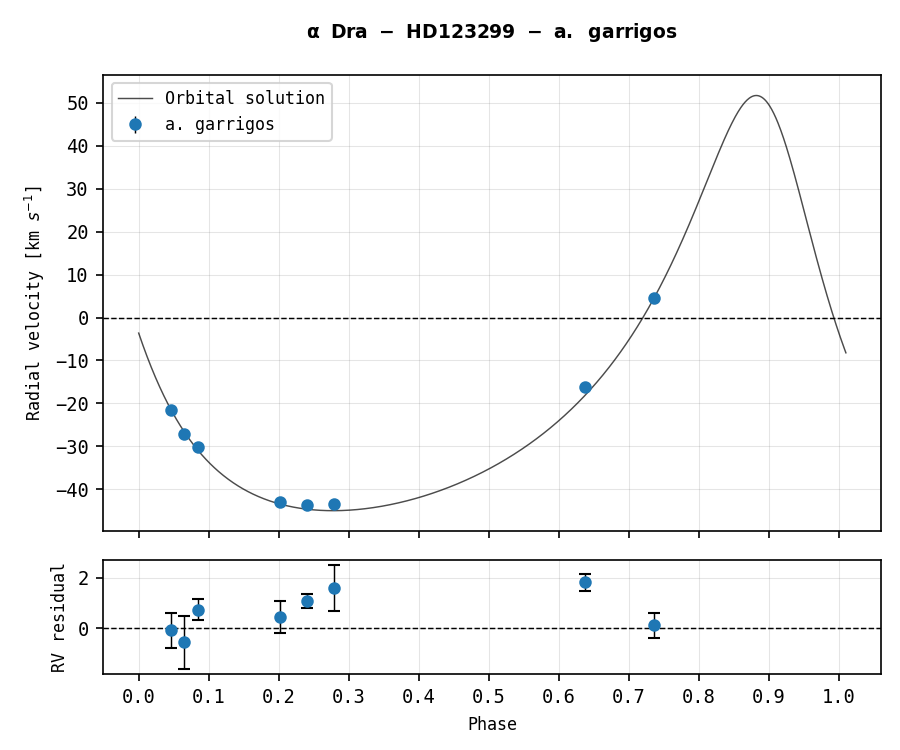 α Dra − HD123299 − a. garrigos
Orbital solution
a. garrigos
Radial velocity [km s⁻¹]
50
40
30
20
10
0
−10
−20
−30
−40
RV residual
2
0
0.0 0.1 0.2 0.3 0.4 0.5 0.6 0.7 0.8 0.9 1.0
Phase